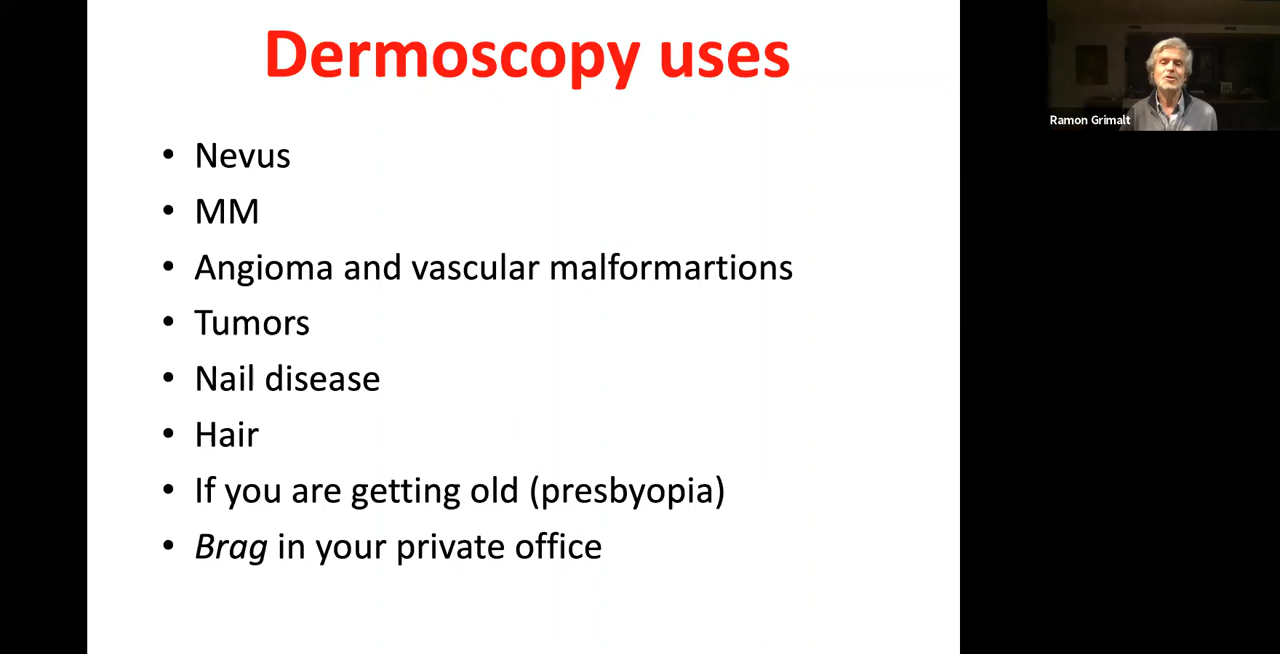 Dermoscopy uses
• Nevus
• MM
• Angioma and vascular malformartions
• Tumors
• Nail disease
• Hair
• If you are getting old (presbyopia)
• Brag in your private office
Ramon Grimalt